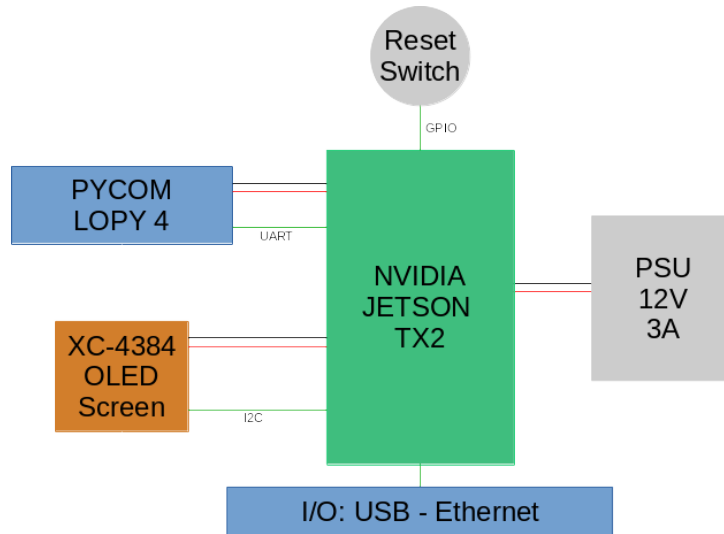 Reset
Switch
GPIO
PYCOM
LOPY 4
UART
NVIDIA
JETSON
TX2
PSU
12V
3A
XC-4384
OLED
Screen
I2C
I/O: USB - Ethernet